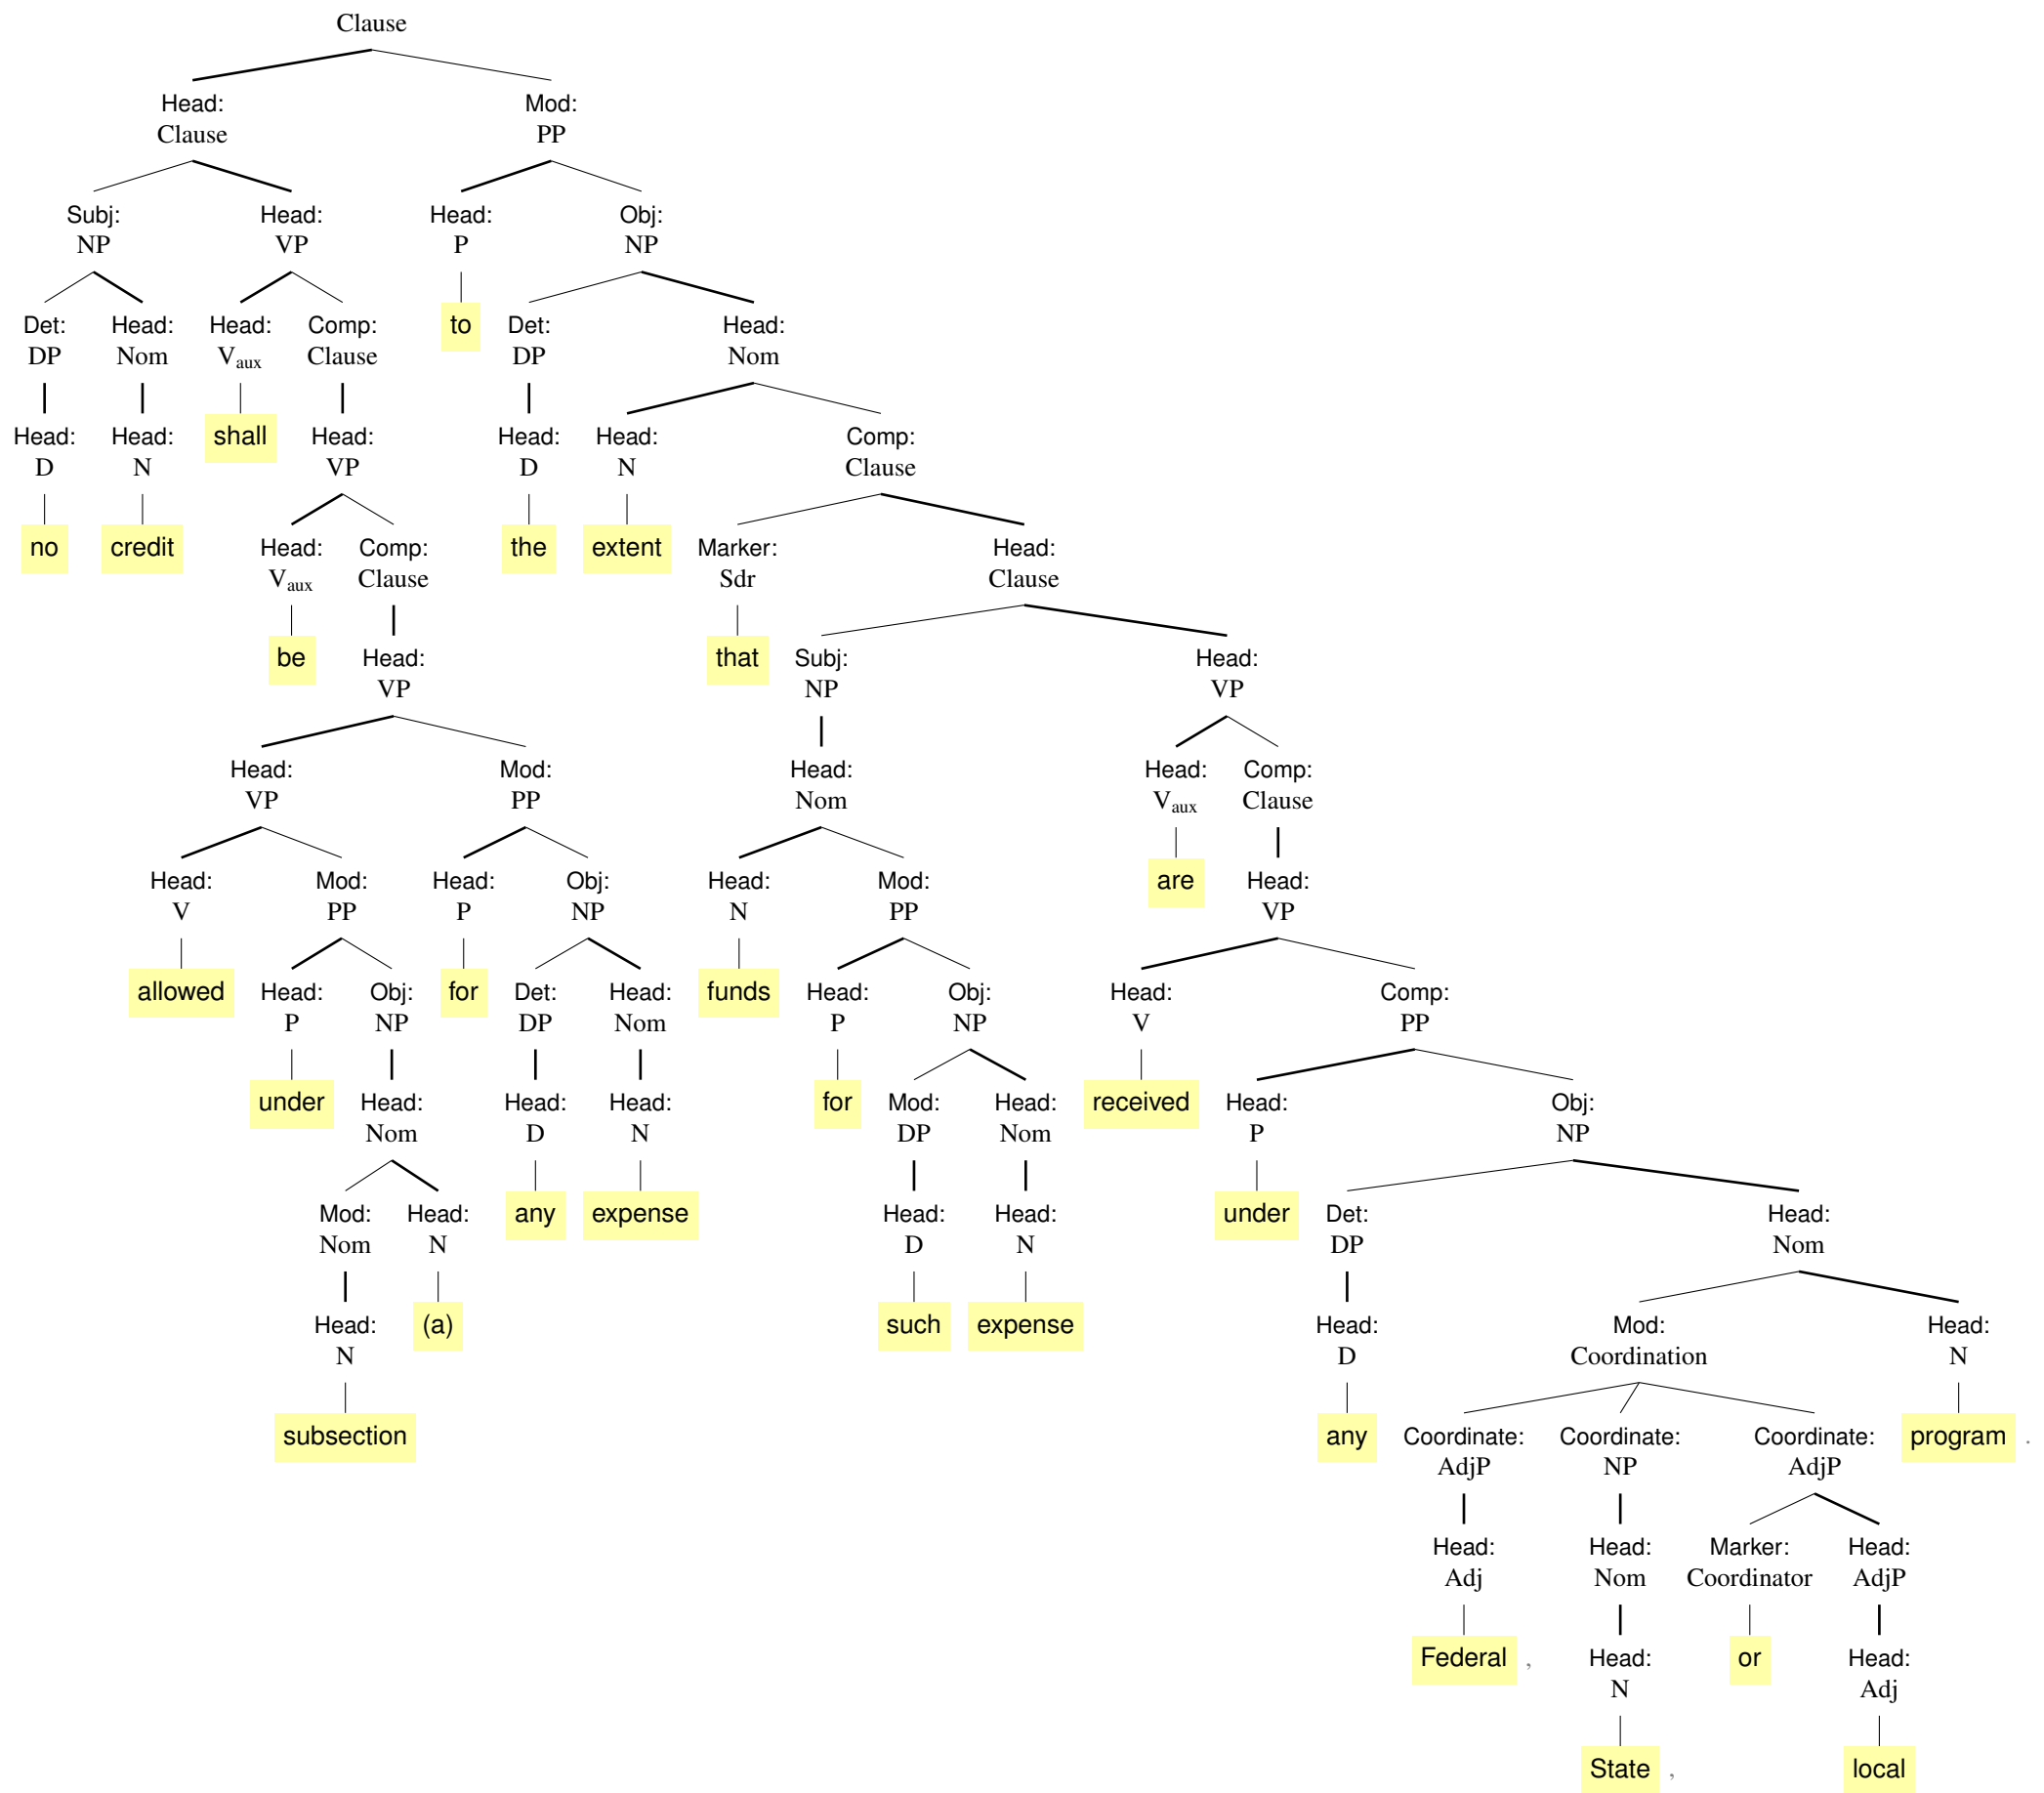 Clause
Head: Mod:
Clause PP
Subj: Head: Head: Obj:
NP VP P NP
Det: Head: Head: Comp: to Det: Head:
DP Nom Vaux Clause DP Nom
Head: Head: shall Head: Head: Head: Comp:
D N VP D N Clause
no credit Head: Comp: the extent Marker: Head:
Vaux Clause Sdr Clause
be Head: that Subj: Head:
VP NP VP
Head: Mod: Head: Head: Comp:
VP PP Nom Vaux Clause
Head: Mod: Head: Obj: Head: Mod: are Head:
V PP P NP N PP VP
allowed Head: Obj: for Det: Head: funds Head: Obj: Head: Comp:
P NP DP Nom P NP V PP
under Head: Head: Head: for Mod: Head: received Head: Obj:
Nom D N DP Nom P NP
Mod: Head: any expense Head: Head: under Det: Head:
Nom N D N DP Nom
Head: (a) such expense Head: Mod: Head:
N D Coordination N
subsection any Coordinate: Coordinate: Coordinate: program .
AdjP NP AdjP
Head: Head: Marker: Head:
Adj Nom Coordinator AdjP
Federal , Head: or Head:
N Adj
State , local